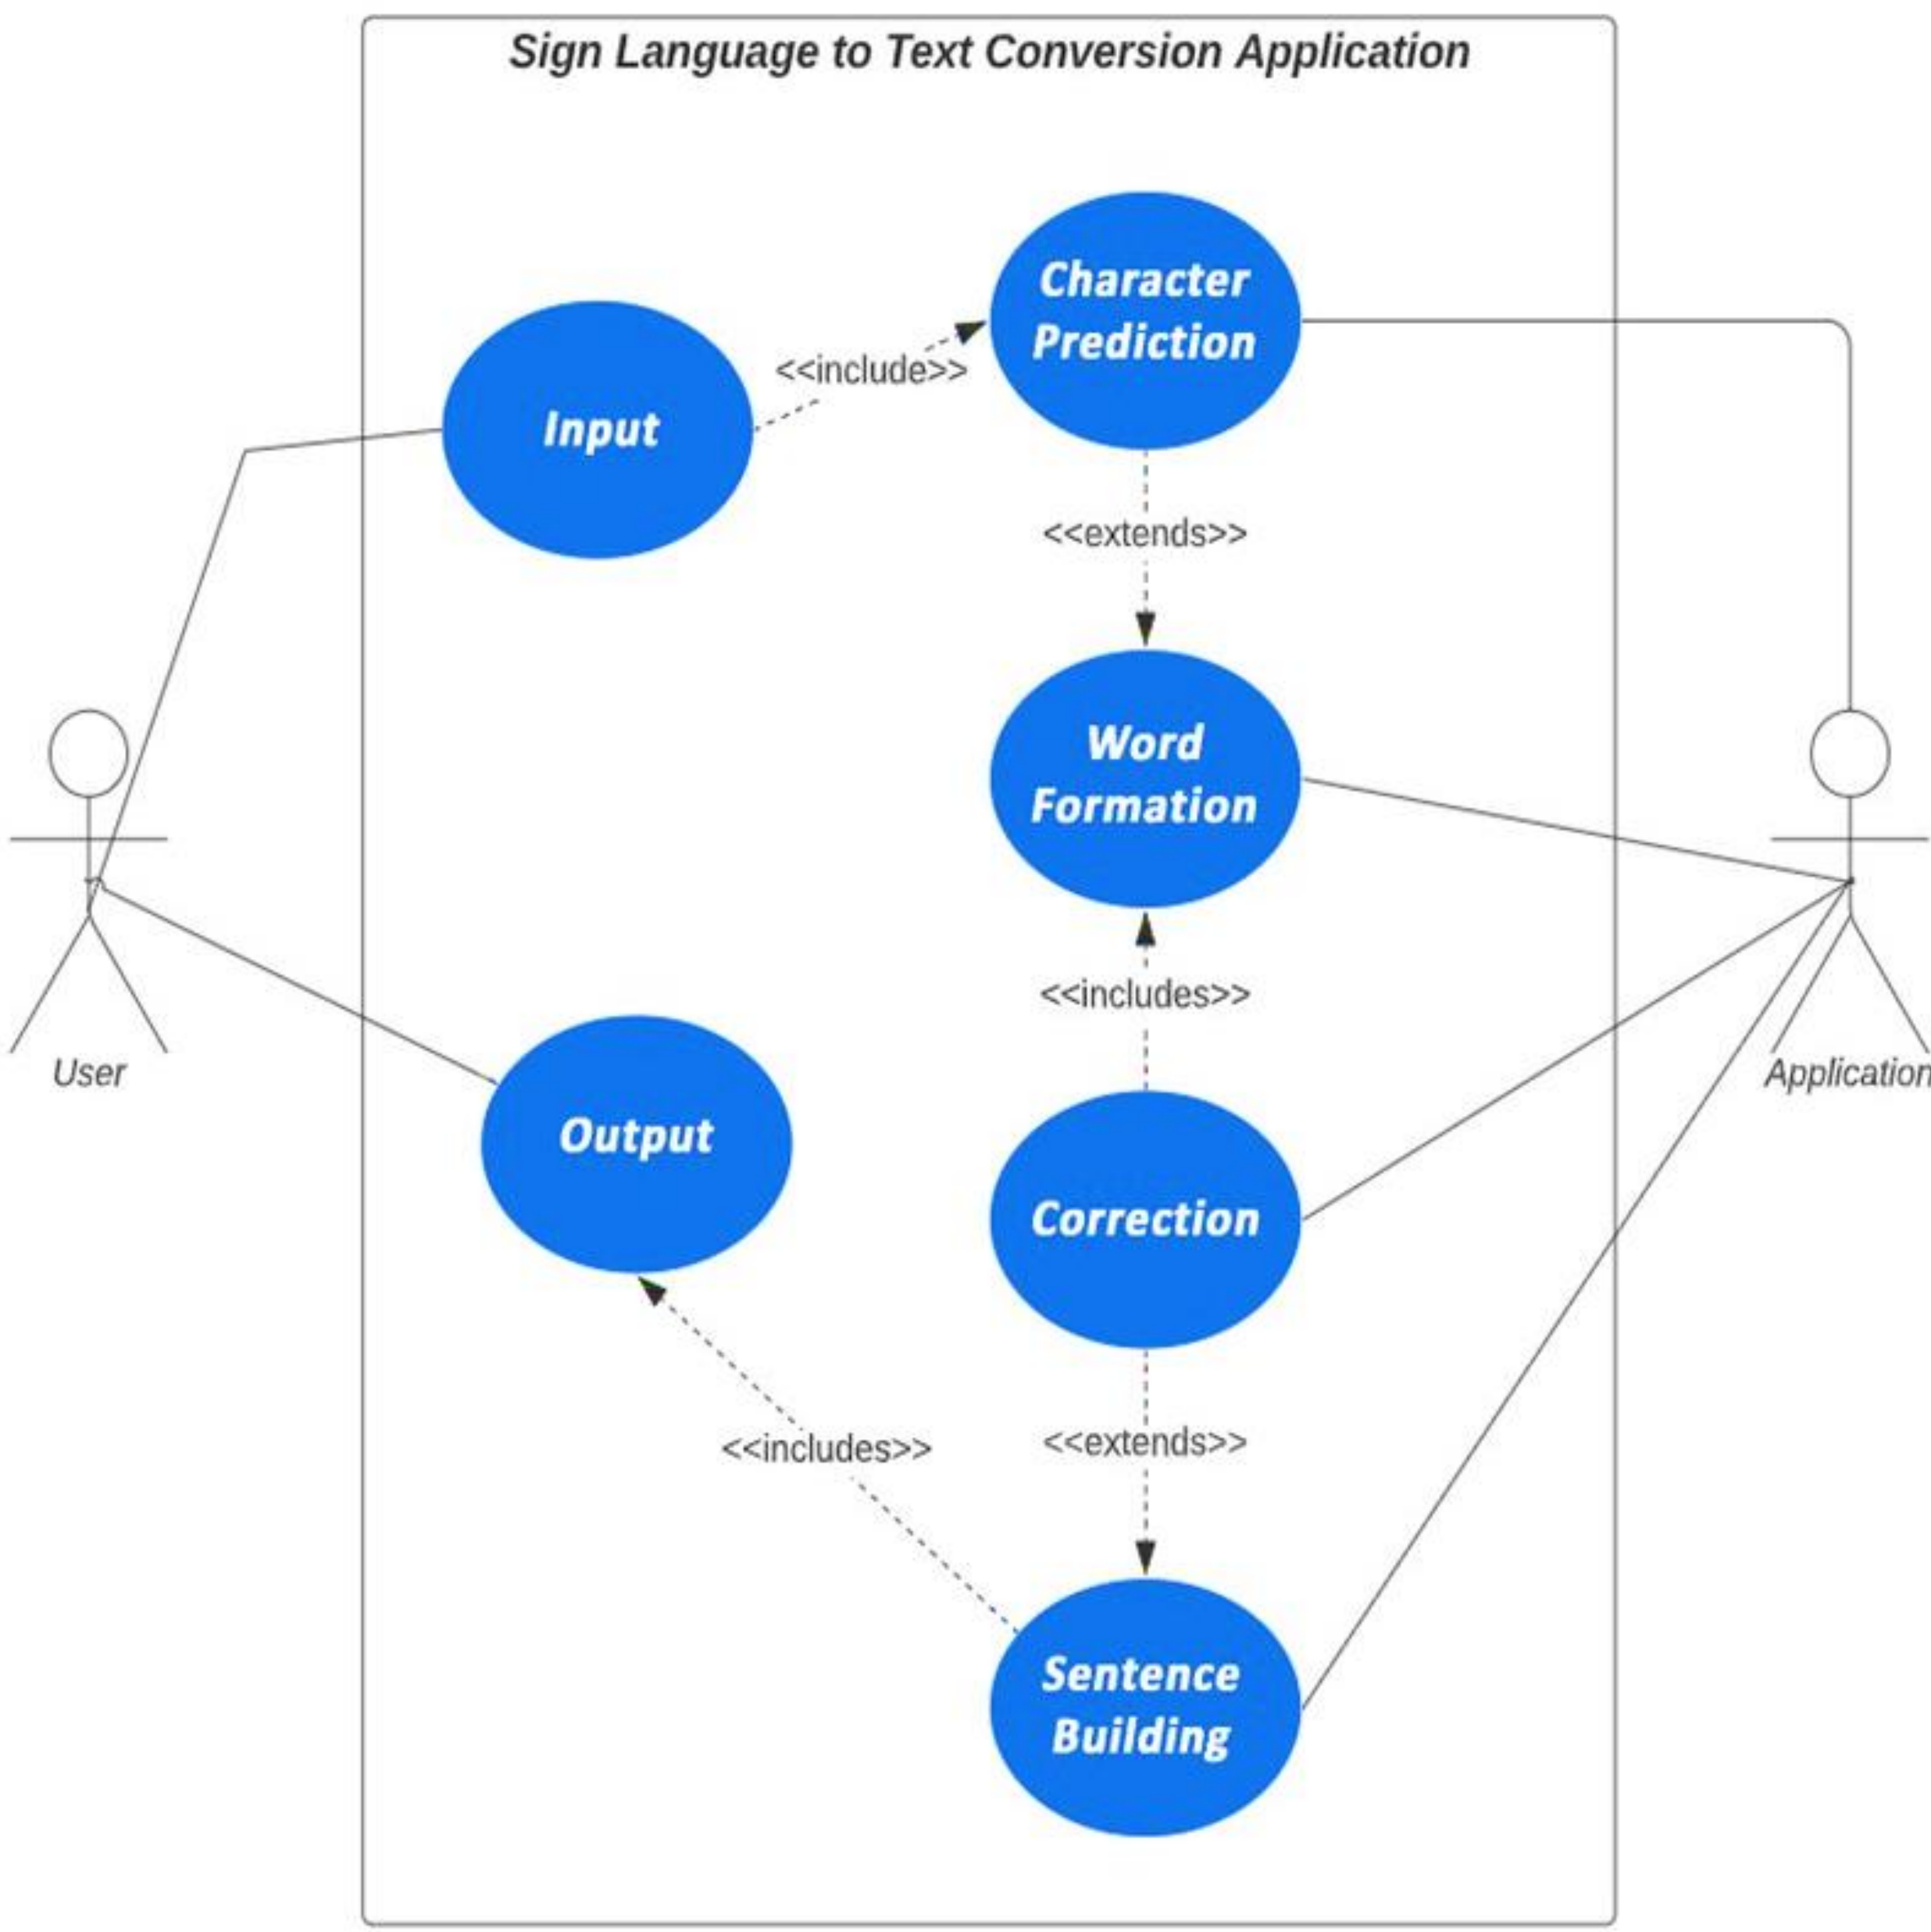 Sign Language to Text Conversion Application
Character
Prediction
<<include>>
Input
<<extends>>
Word
Formation
<<includes>>
User
Application
Output
Correction
<<includes>>
<<extends>>
Sentence
Building